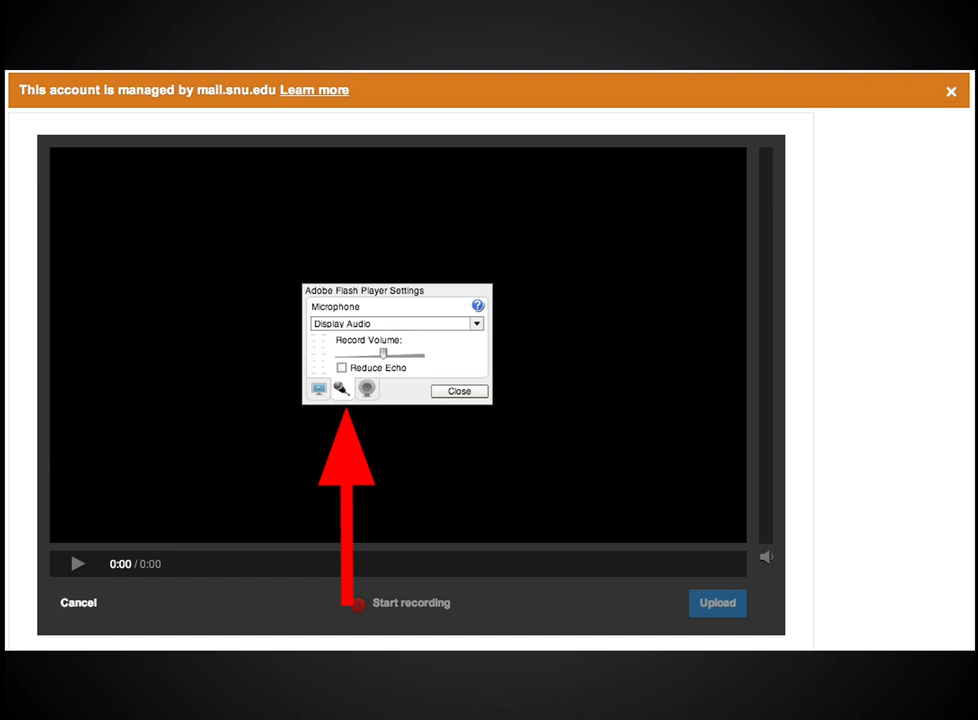 This account is managed by mail.snu.edu Learn more
Adobe Flash Player Settings
Microphone
Display Audio
Record Volume:
Reduce Echo
Close
0:00 / 0:00
Cancel
Start recording
Upload